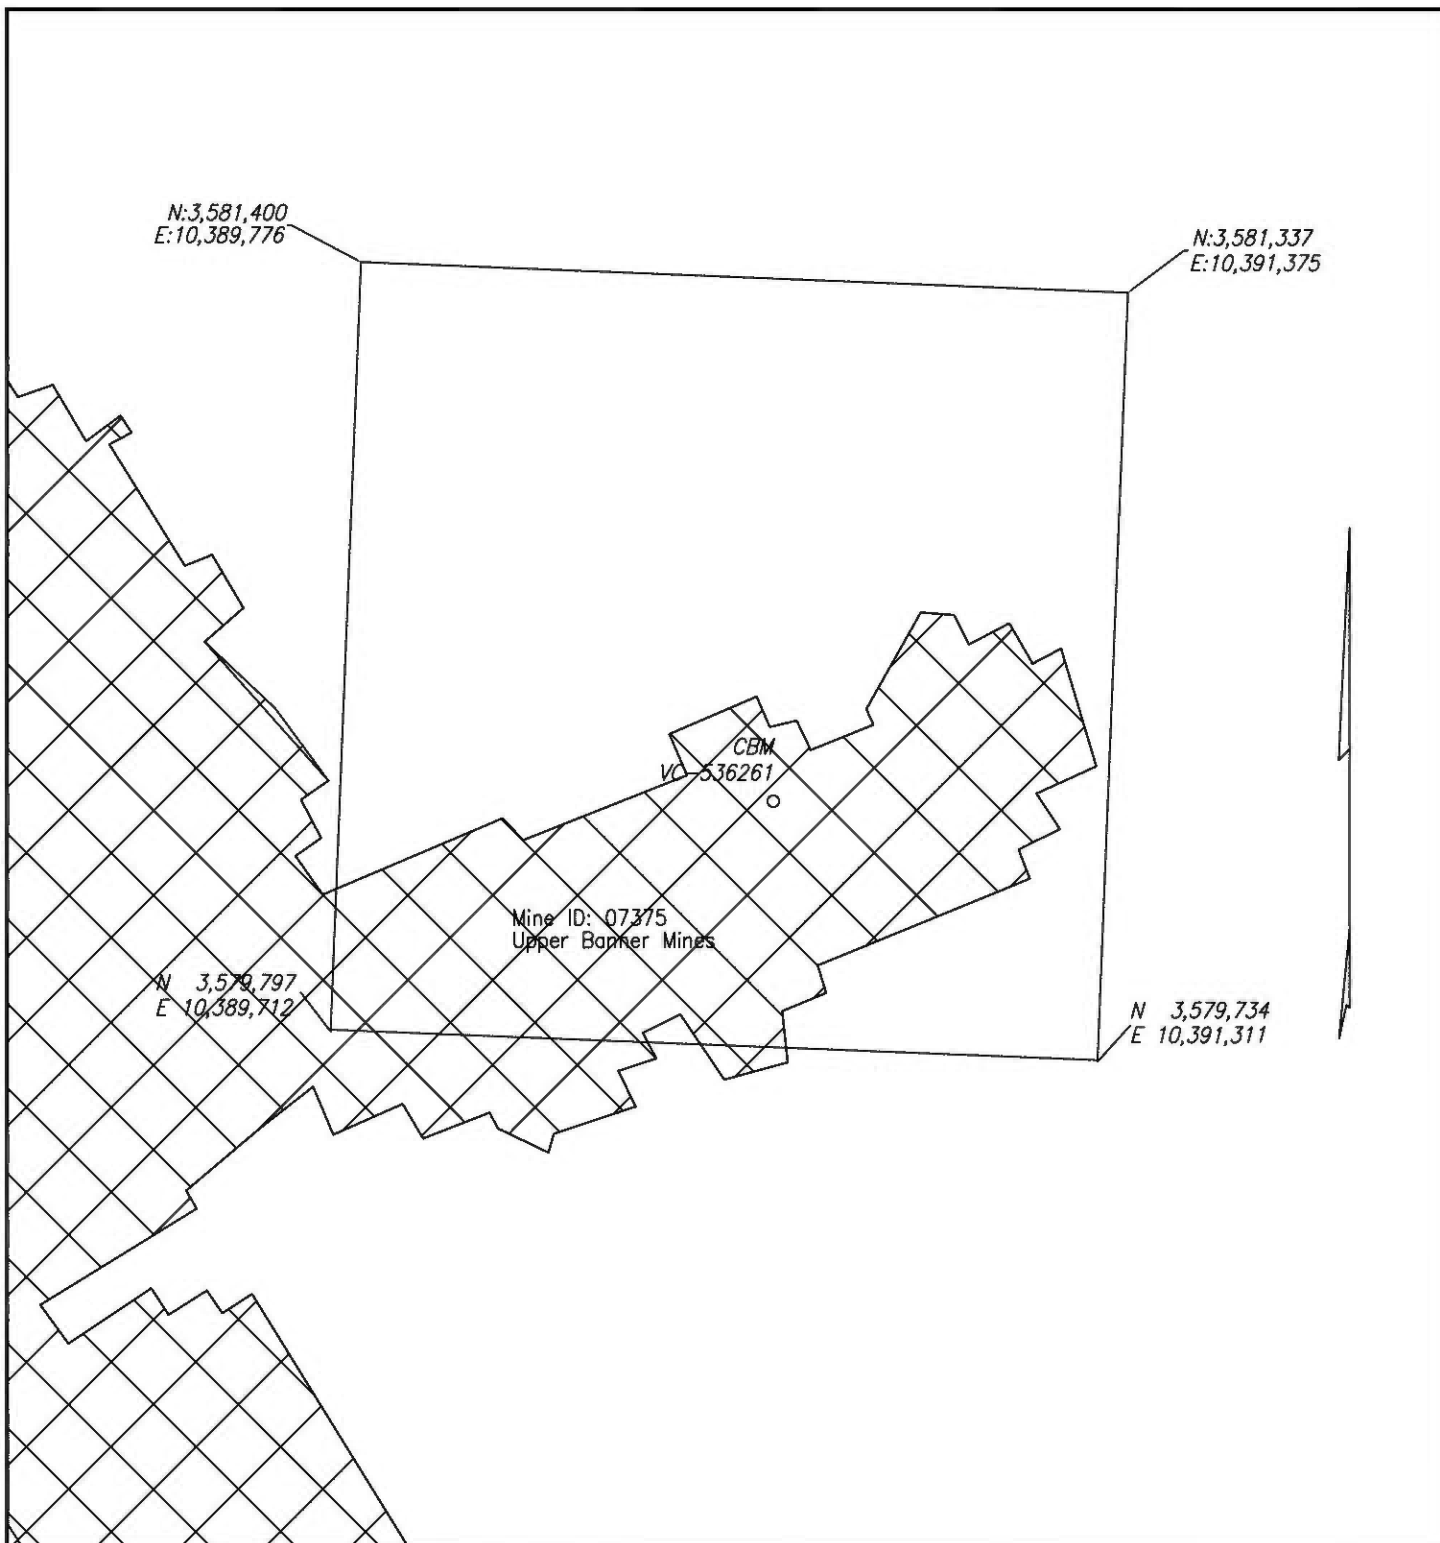 N:3,581,400
E:10,389,776
N:3,581,337
E:10,391,375
CBM
VC-536261
Mine ID: 07375
Upper Banner Mines
N 3,579,797
E 10,389,712
N 3,579,734
E 10,391,311